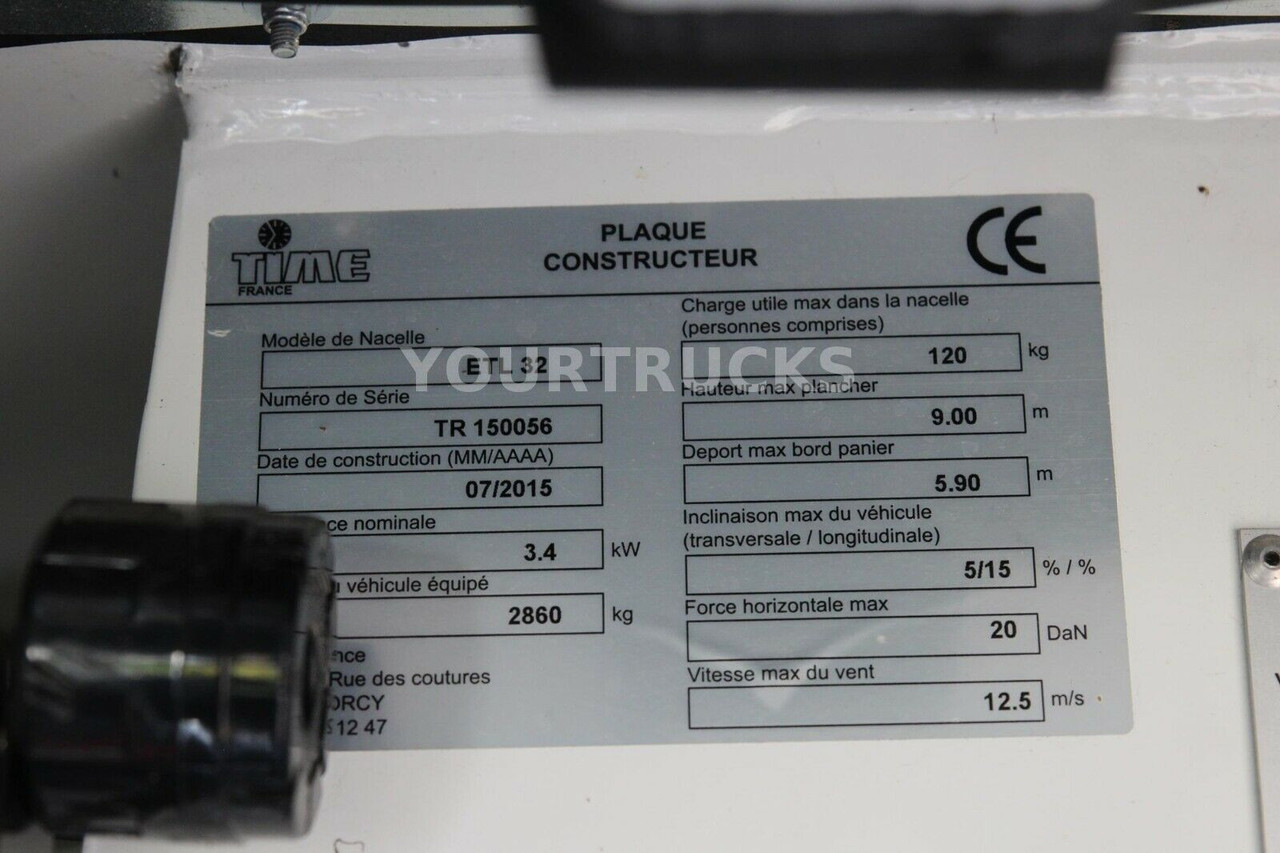 TIME
FRANCE
PLAQUE
CONSTRUCTEUR
CE
Modèle de Nacelle
ETL 32
Numéro de Série
TR 150056
Date de construction (MM/AAAA)
07/2015
nominale
3.4 kW
véhicule équipé
2860 kg
Rue des coutures
12 47
Charge utile max dans la nacelle
(personnes comprises)
120 kg
Hauteur max plancher
9.00 m
Deport max bord panier
5.90 m
Inclinaison max du véhicule
(transversale / longitudinale)
5/15 % / %
Force horizontale max
20 DaN
Vitesse max du vent
12.5 m/s
YOURTRUCKS